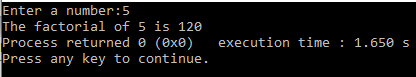 Enter a number:5
The factorial of 5 is 120
Process returned 0 (0x0)   execution time : 1.650 s
Press any key to continue.